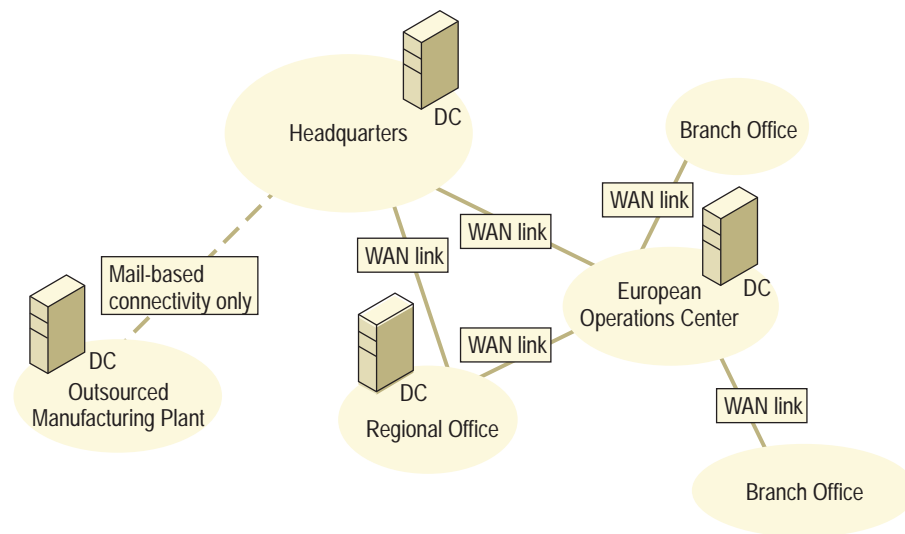 DC
Headquarters
Branch Office
WAN link
WAN link
WAN link
Mail-based
connectivity only
European
Operations Center
DC
WAN link
DC
Outsourced
Manufacturing Plant
DC
Regional Office
WAN link
Branch Office